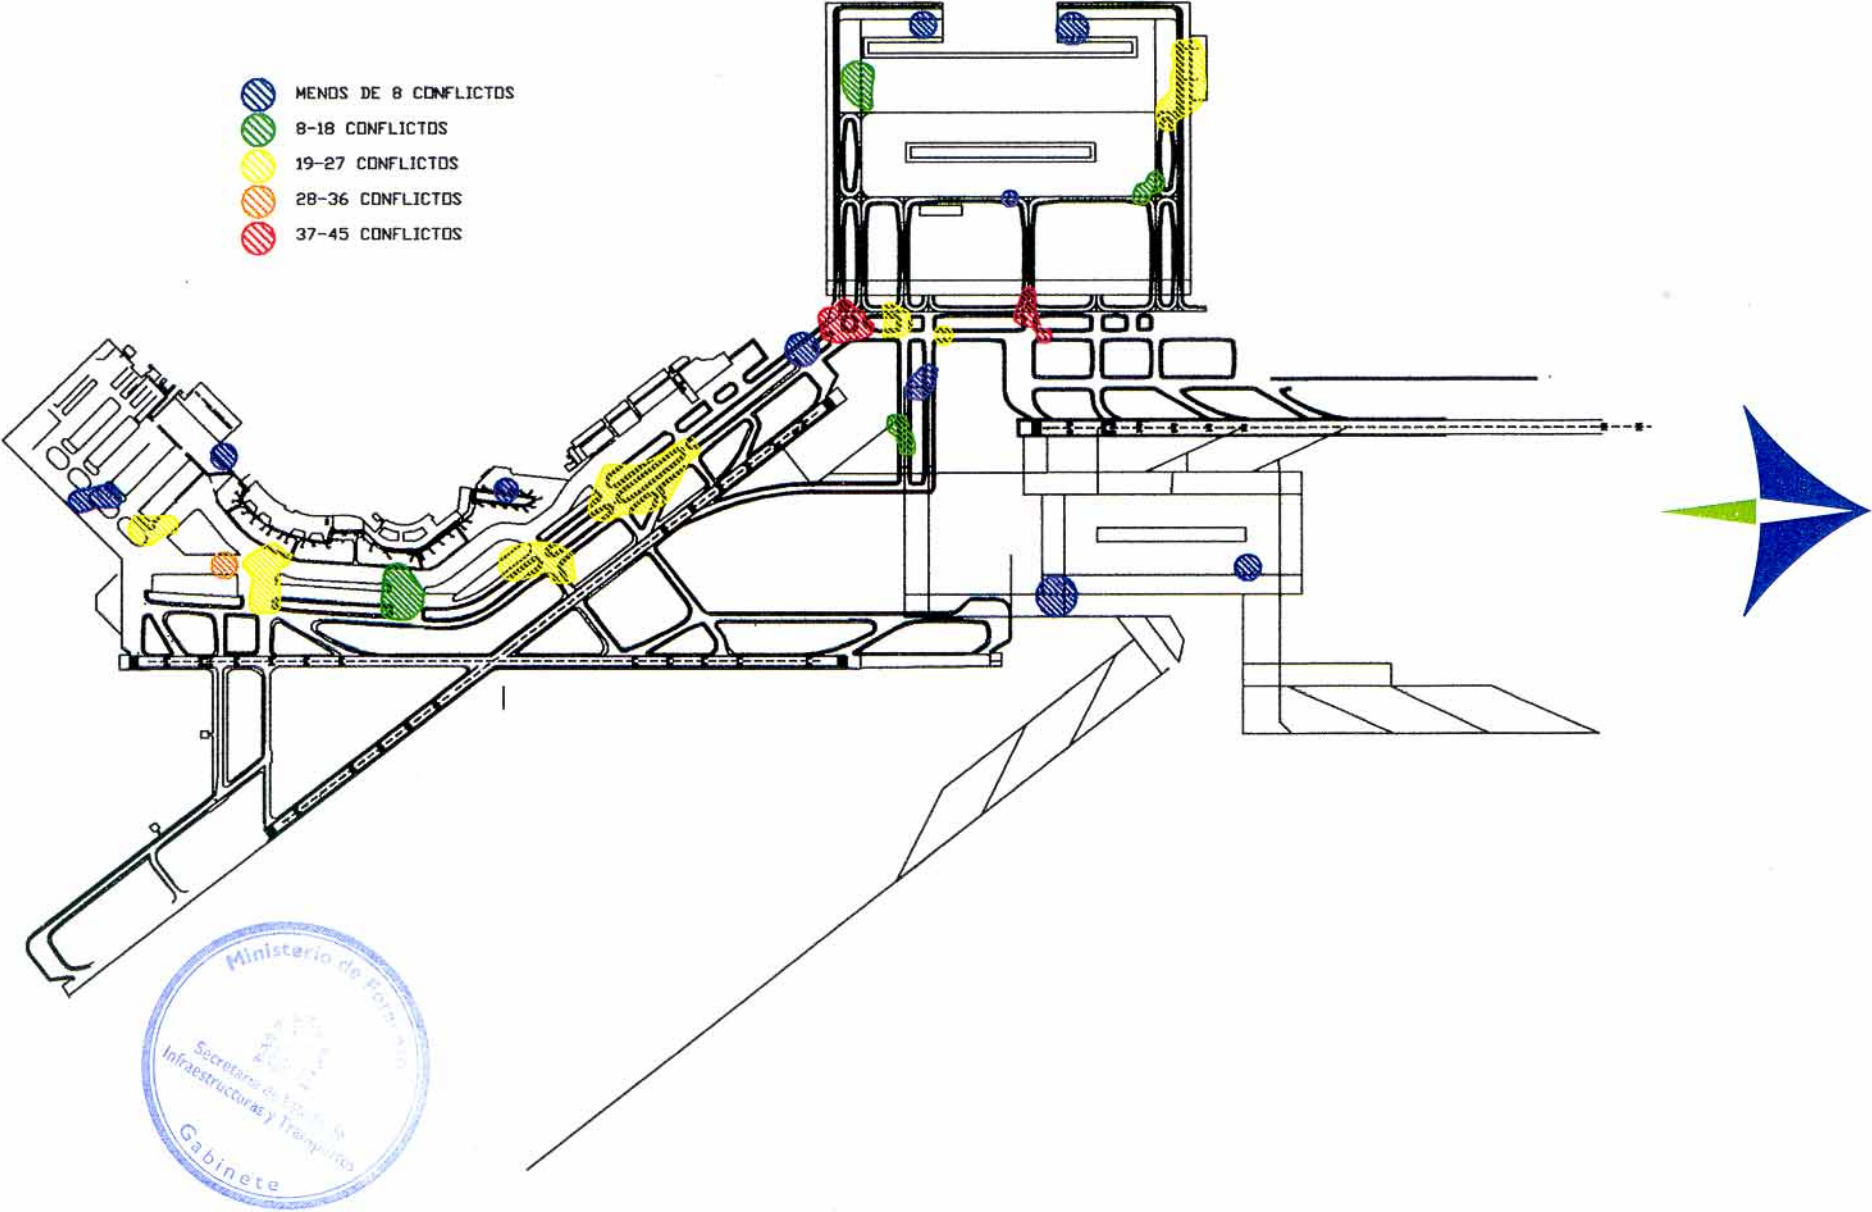 MENOS DE 8 CONFLICTOS
8-18 CONFLICTOS
19-27 CONFLICTOS
28-36 CONFLICTOS
37-45 CONFLICTOS
Ministerio de Fomento
Secretaría de Estado de
Infraestructuras y Transportes
Gabinete